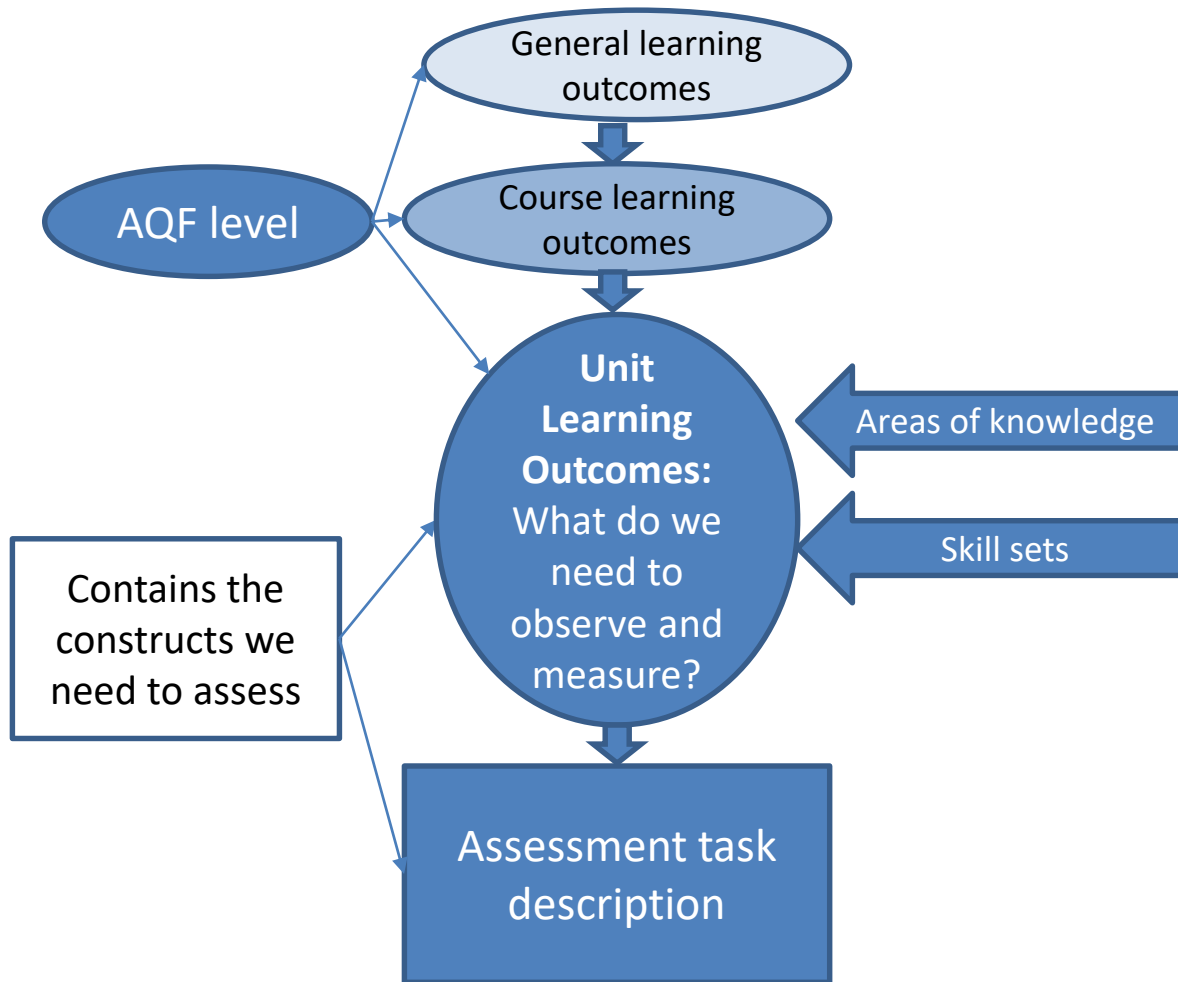 General learning
outcomes
AQF level
Course learning
outcomes
Unit
Learning
Outcomes:
What do we
need to
observe and
measure?
Areas of knowledge
Skill sets
Contains the
constructs we
need to assess
Assessment task
description